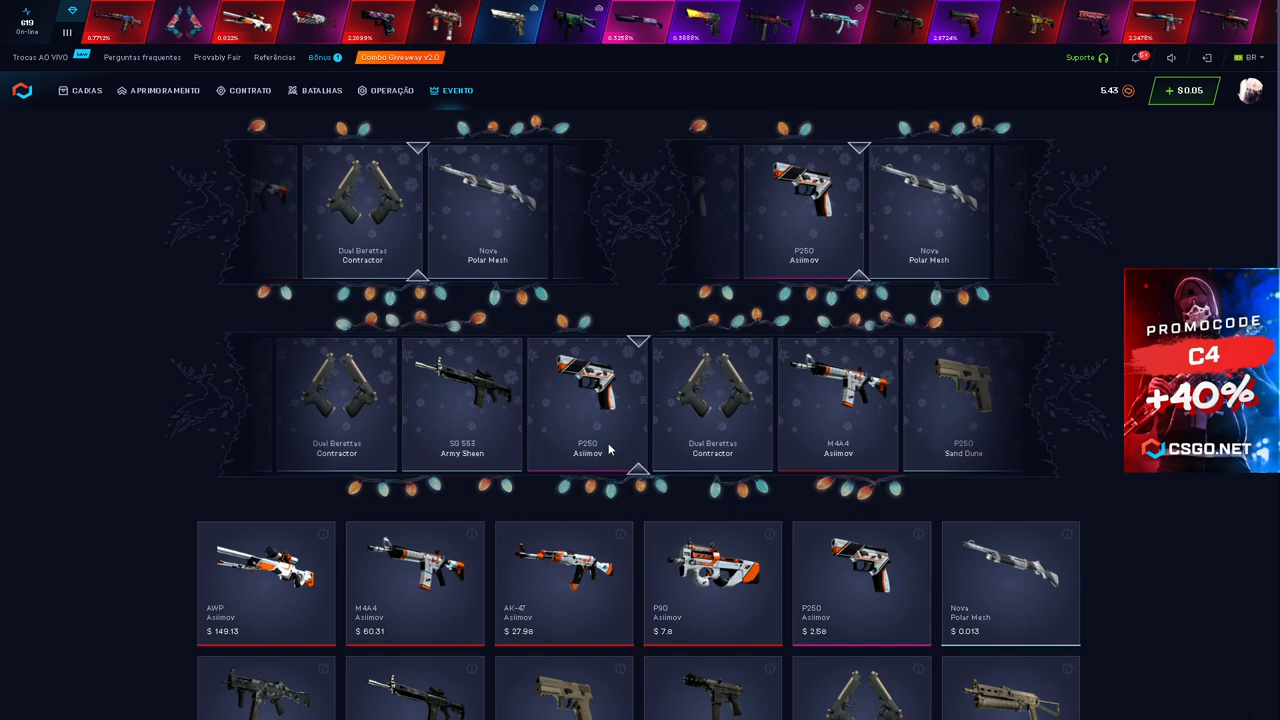 619
On-line
0.7712%
0.022%
2.2099%
0.3258%
0.3888%
2.9724%
2.2478%
Trocas AO VIVO
NEW
Perguntas frequentes
Provably Fair
Referências
Bônus
1
Combo Giveaway v2.0
Suporte
BR
CAIXAS
APRIMORAMENTO
CONTRATO
BATALHAS
OPERAÇÃO
EVENTO
5.43
+ $0.05
Dual Berettas
Contractor
Nova
Polar Mesh
P250
Asiimov
Nova
Polar Mesh
Dual Berettas
Contractor
SG 553
Army Sheen
P250
Asiimov
Dual Berettas
Contractor
M4A4
Asiimov
P250
Sand Dune
PROMOCODE
C4
+40%
CSGO.NET
AWP
Asiimov
$ 149.13
M4A4
Asiimov
$ 60.31
AK-47
Asiimov
$ 27.98
P90
Asiimov
$ 7.8
P250
Asiimov
$ 2.58
Nova
Polar Mesh
$ 0.013